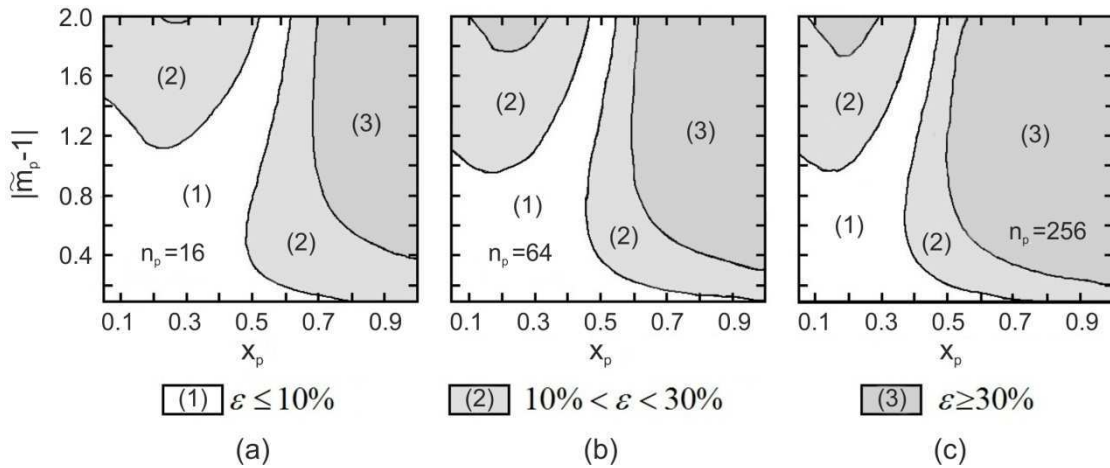 2.0
1.6
1.2
0.8
0.4
|m̃ₚ-1|
(2)
(3)
(1)
(2)
nₚ=16
(2)
(3)
(1)
(2)
nₚ=64
(2)
(3)
(1)
(2)
nₚ=256
0.1 0.3 0.5 0.7 0.9
0.1 0.3 0.5 0.7 0.9
0.1 0.3 0.5 0.7 0.9
xₚ
xₚ
xₚ
(1) ε ≤ 10%
(2) 10% < ε < 30%
(3) ε ≥ 30%
(a)
(b)
(c)